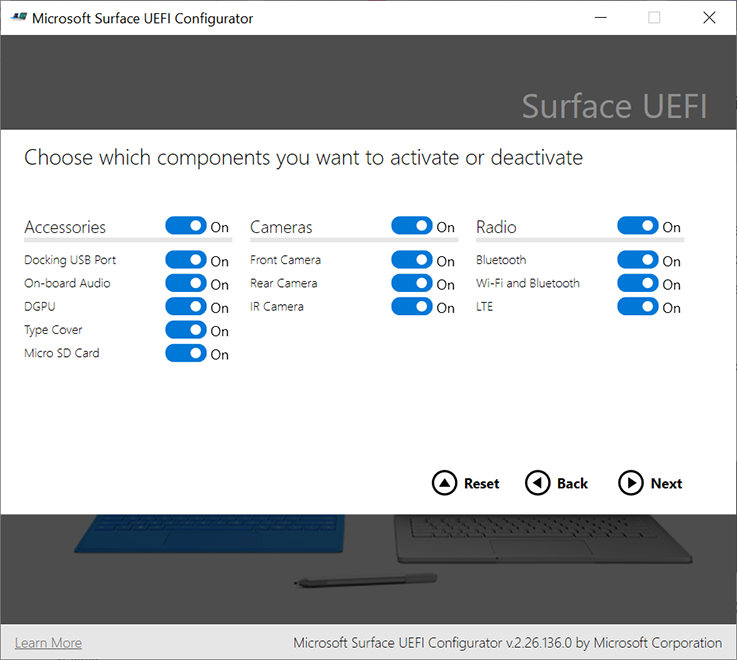 Microsoft Surface UEFI Configurator
Surface UEFI
Choose which components you want to activate or deactivate
Accessories On
Docking USB Port On
On-board Audio On
DGPU On
Type Cover On
Micro SD Card On
Cameras On
Front Camera On
Rear Camera On
IR Camera On
Radio On
Bluetooth On
Wi-Fi and Bluetooth On
LTE On
Reset Back Next
Learn More Microsoft Surface UEFI Configurator v.2.26.136.0 by Microsoft Corporation